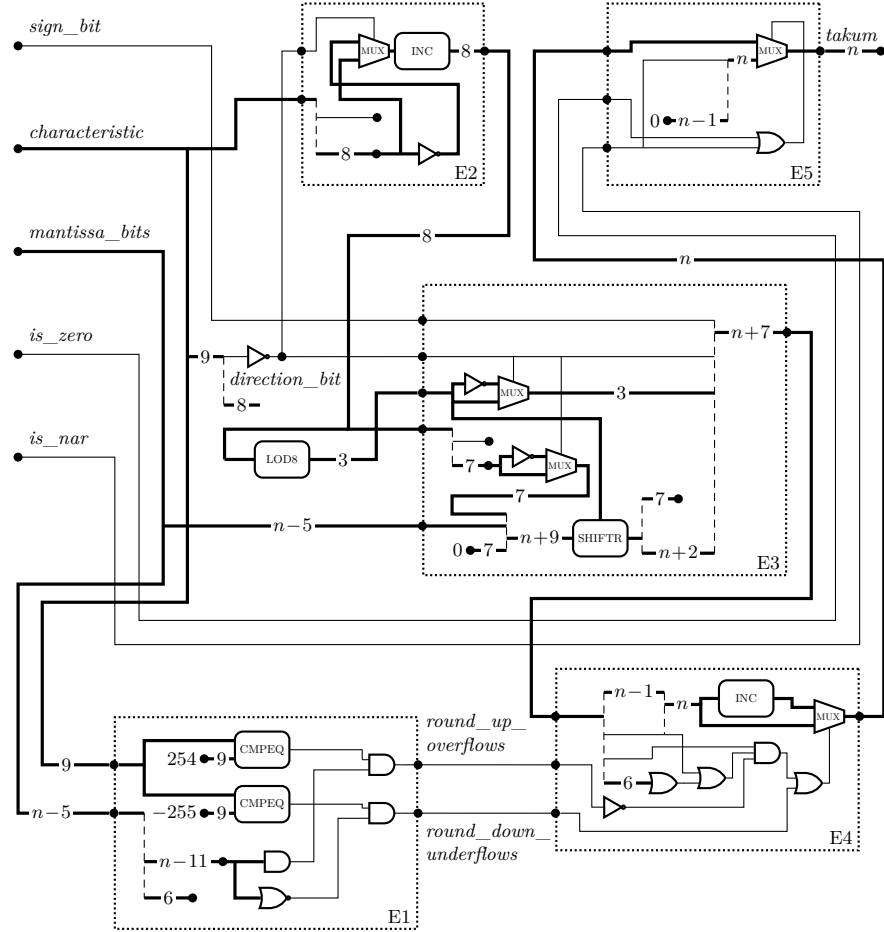 sign_bit
characteristic
mantissa_bits
is_zero
is_nar
MUX
INC
8
8
E2
MUX
n
0
n−1
takum
n
E5
8
n
9
direction_bit
8
LOD8
3
n−5
n+7
MUX
3
7
MUX
7
0
7
n+9
SHIFTR
7
n+2
E3
9
254
9
CMPEQ
−255
9
CMPEQ
n−5
n−11
6
E1
round_up_
overflows
round_down_
underflows
n−1
n
INC
MUX
6
E4